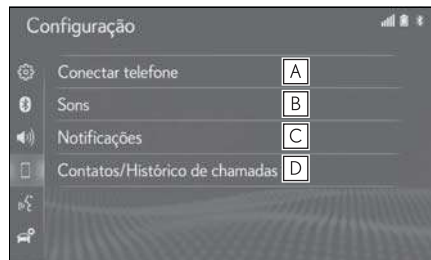 Configuração
Conectar telefone A
Sons B
Notificações C
Contatos/Histórico de chamadas D